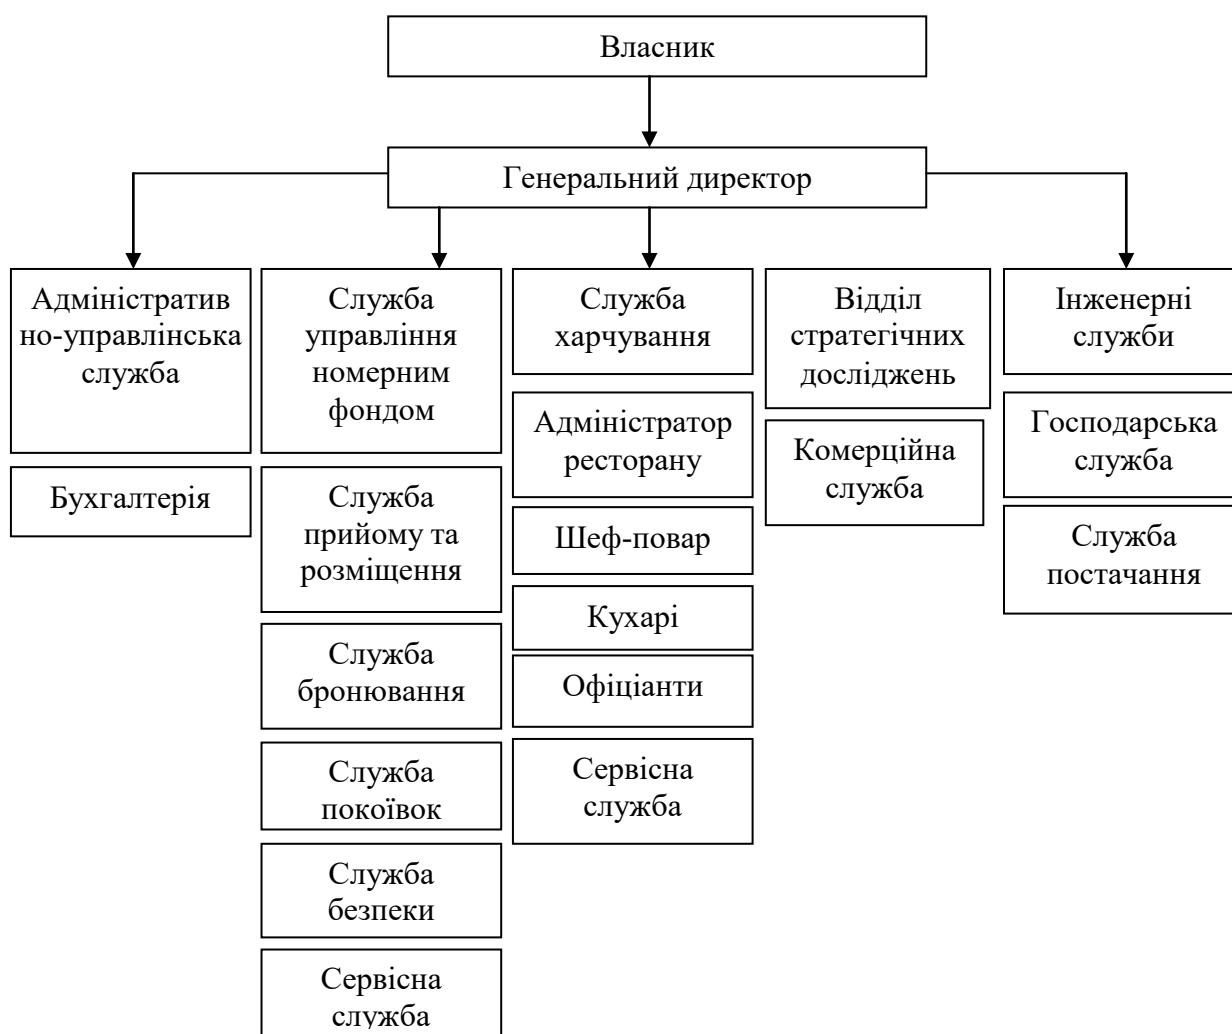 Власник
Генеральний директор
Адміністратив
но-управлінська
служба
Бухгалтерія
Служба
управління
номерним
фондом
Служба
прийому та
розміщення
Служба
бронювання
Служба
покоївок
Служба
безпеки
Сервісна
служба
Служба
харчування
Адміністратор
ресторану
Шеф-повар
Кухарі
Офіціанти
Сервісна
служба
Відділ
стратегічних
досліджень
Комерційна
служба
Інженерні
служби
Господарська
служба
Служба
постачання